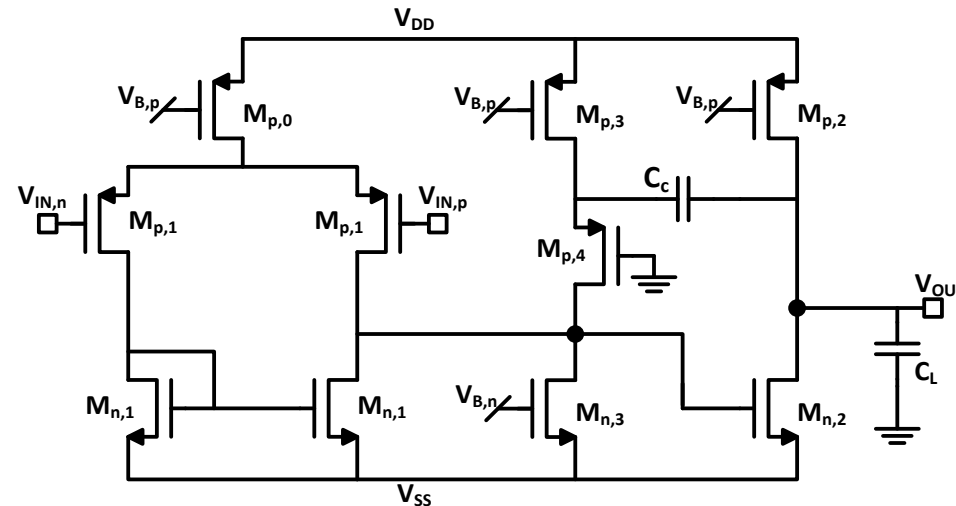 V_DD
V_B,p
M_p,0
V_B,p
M_p,3
V_B,p
M_p,2
V_IN,n
M_p,1
M_p,1
V_IN,p
C_c
M_p,4
V_OU
C_L
M_n,1
M_n,1
V_B,n
M_n,3
M_n,2
V_SS